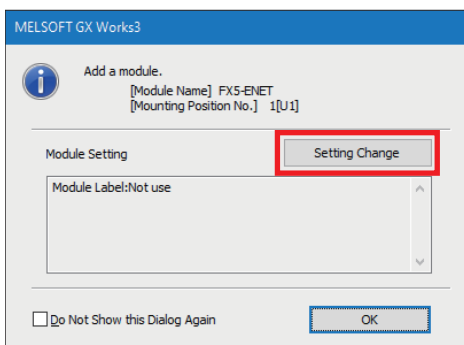 MELSOFT GX Works3
Add a module.
[Module Name] FX5-ENET
[Mounting Position No.] 1[U1]
Module Setting
Setting Change
Module Label:Not use
Do Not Show this Dialog Again
OK